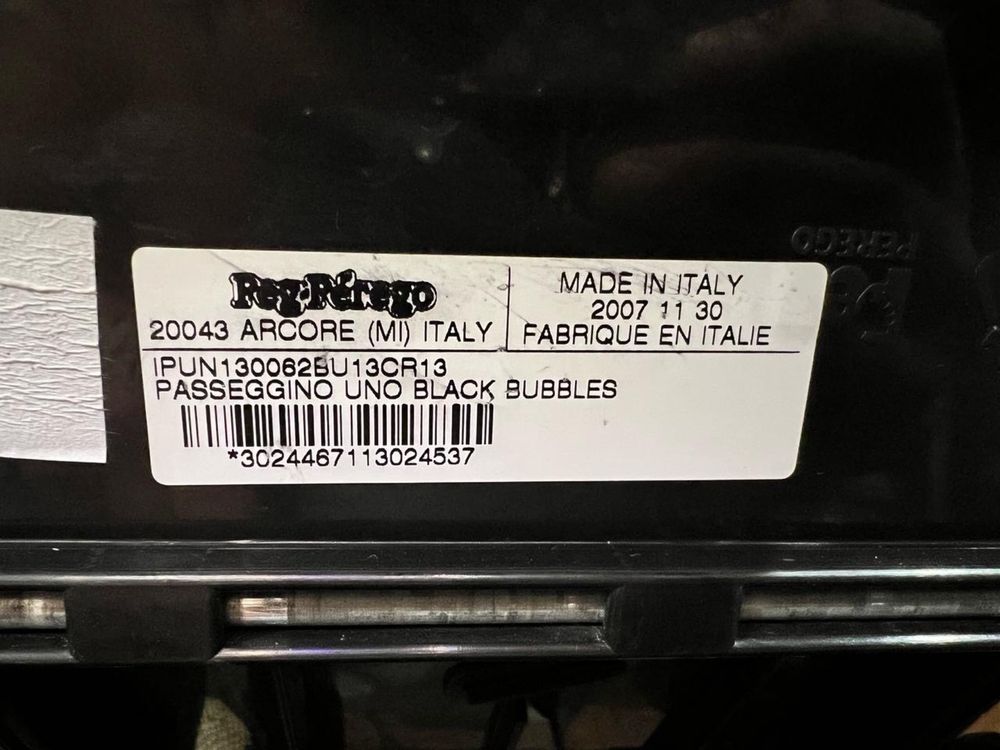 Peg-Pérego
20043 ARCORE (MI) ITALY
MADE IN ITALY
2007 11 30
FABRIQUE EN ITALIE
IPUN130062BU13CR13
PASSEGGINO UNO BLACK BUBBLES
*3024467113024537
PEREGO